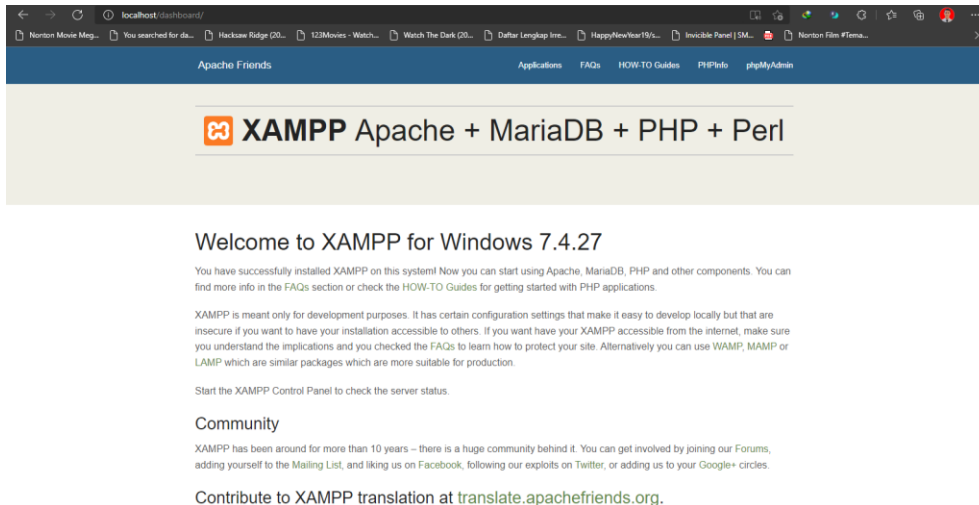 localhost/dashboard/
Nonton Movie Meg... You searched for da... Hacksaw Ridge (20... 123Movies - Watch... Watch The Dark (20... Daftar Lengkap Irre... HappyNewYear19/s... Invicible Panel | SM... Nonton Film #Tema...
Apache Friends Applications FAQs HOW-TO Guides PHPInfo phpMyAdmin
XAMPP Apache + MariaDB + PHP + Perl
Welcome to XAMPP for Windows 7.4.27
You have successfully installed XAMPP on this system! Now you can start using Apache, MariaDB, PHP and other components. You can
find more info in the FAQs section or check the HOW-TO Guides for getting started with PHP applications.
XAMPP is meant only for development purposes. It has certain configuration settings that make it easy to develop locally but that are
insecure if you want to have your installation accessible to others. If you want have your XAMPP accessible from the internet, make sure
you understand the implications and you checked the FAQs to learn how to protect your site. Alternatively you can use WAMP, MAMP or
LAMP which are similar packages which are more suitable for production.
Start the XAMPP Control Panel to check the server status.
Community
XAMPP has been around for more than 10 years – there is a huge community behind it. You can get involved by joining our Forums,
adding yourself to the Mailing List, and liking us on Facebook, following our exploits on Twitter, or adding us to your Google+ circles.
Contribute to XAMPP translation at translate.apachefriends.org.